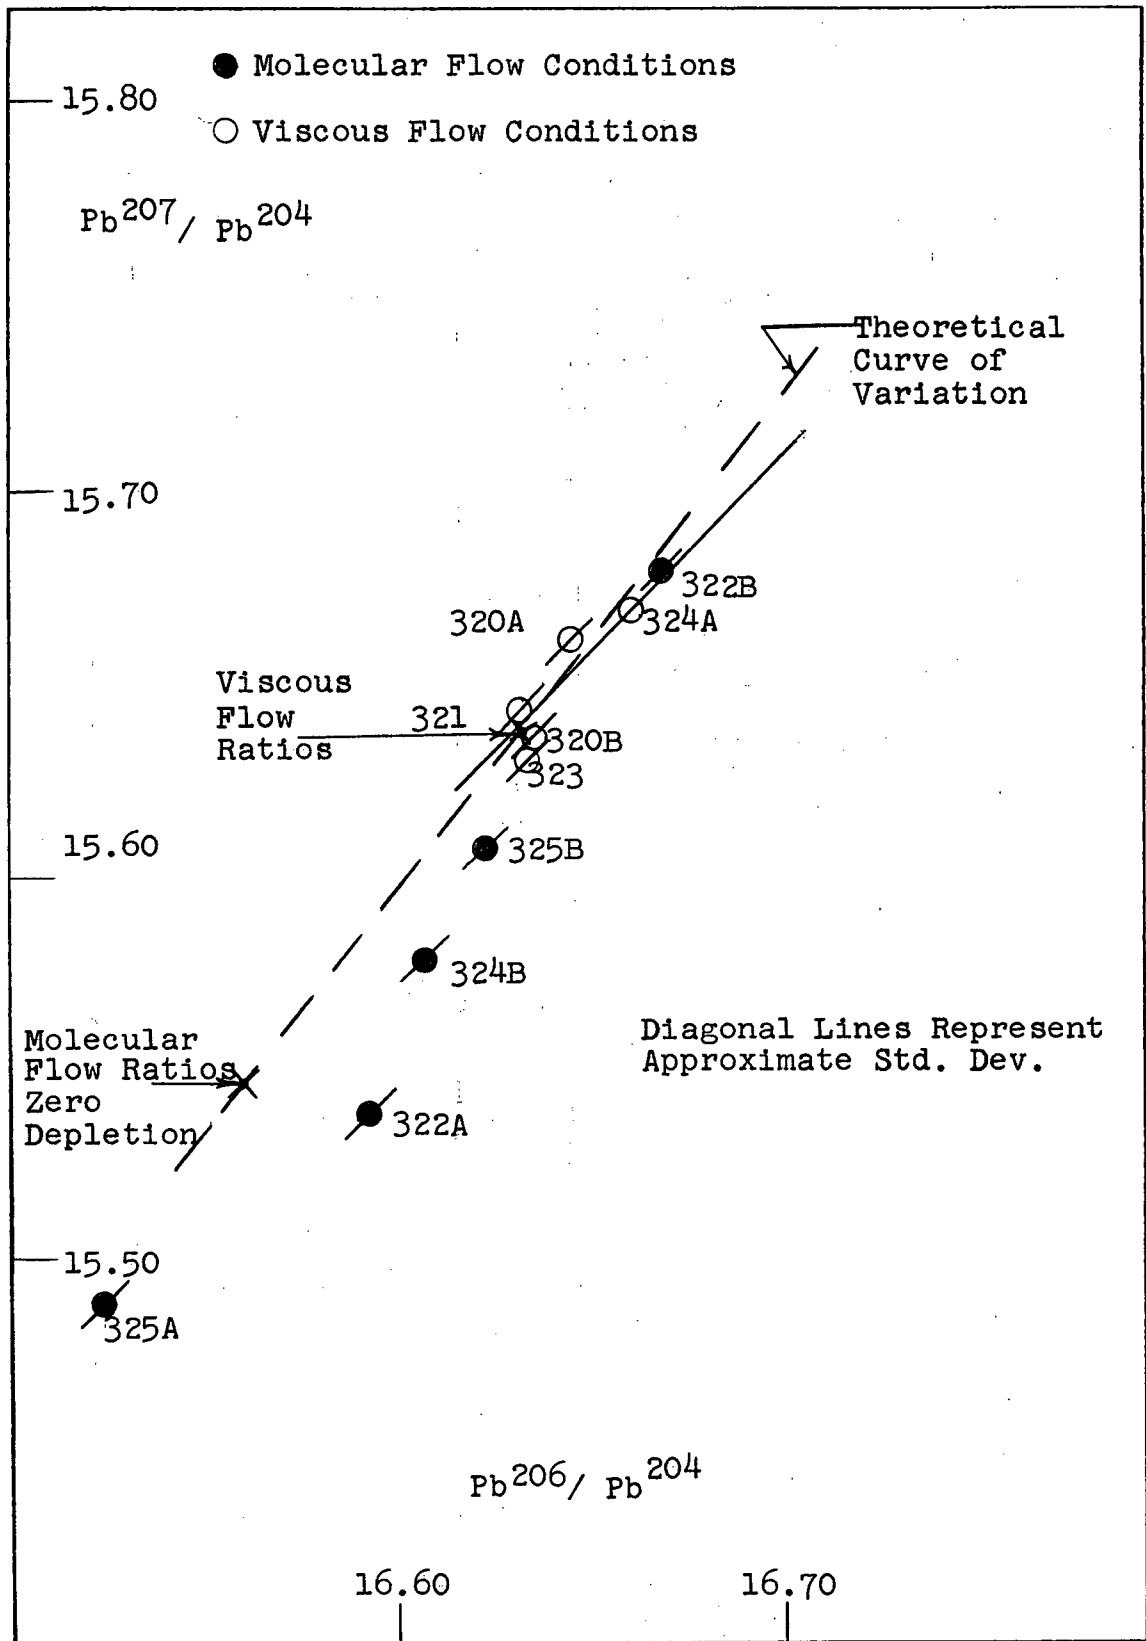 ● Molecular Flow Conditions
15.80
○ Viscous Flow Conditions
Pb²⁰⁷/ Pb²⁰⁴
Theoretical
Curve of
Variation
15.70
322B
320A
324A
Viscous
Flow
Ratios
321
320B
323
15.60
325B
324B
Molecular
Flow Ratios
Zero
Depletion
Diagonal Lines Represent
Approximate Std. Dev.
322A
15.50
325A
Pb²⁰⁶/ Pb²⁰⁴
16.60
16.70